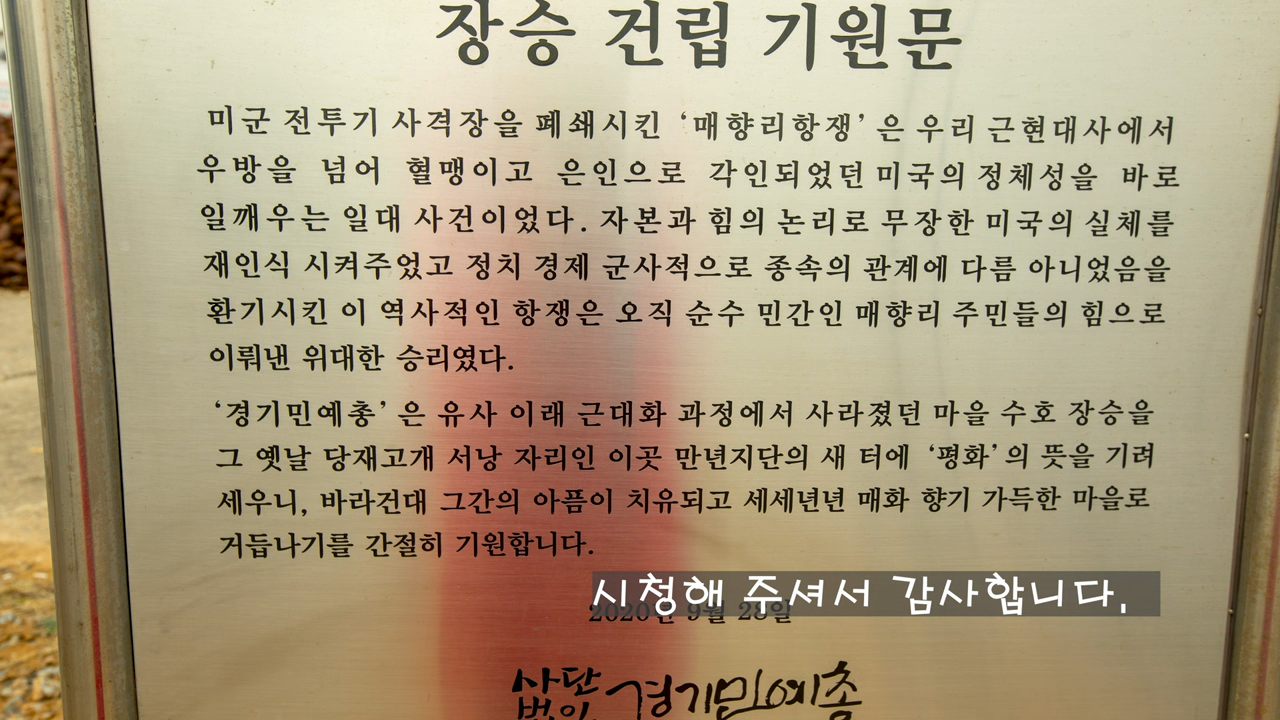 장승 건립 기원문
미군 전투기 사격장을 폐쇄시킨 ‘매향리항쟁’은 우리 근현대사에서
우방을 넘어 혈맹이고 은인으로 각인되었던 미국의 정체성을 바로
일깨우는 일대 사건이었다. 자본과 힘의 논리로 무장한 미국의 실체를
재인식 시켜주었고 정치 경제 군사적으로 종속의 관계에 다름 아니었음을
환기시킨 이 역사적인 항쟁은 오직 순수 민간인 매향리 주민들의 힘으로
이뤄낸 위대한 승리였다.
‘경기민예총’은 유사 이래 근대화 과정에서 사라졌던 마을 수호 장승을
그 옛날 당재고개 서낭 자리인 이곳 만년지단의 새 터에 ‘평화’의 뜻을 기려
세우니, 바라건대 그간의 아픔이 치유되고 세세년년 매화 향기 가득한 마을로
거듭나기를 간절히 기원합니다.
시청해 주셔서 감사합니다.
2020년 9월 28일
사단
법인 경기민예총